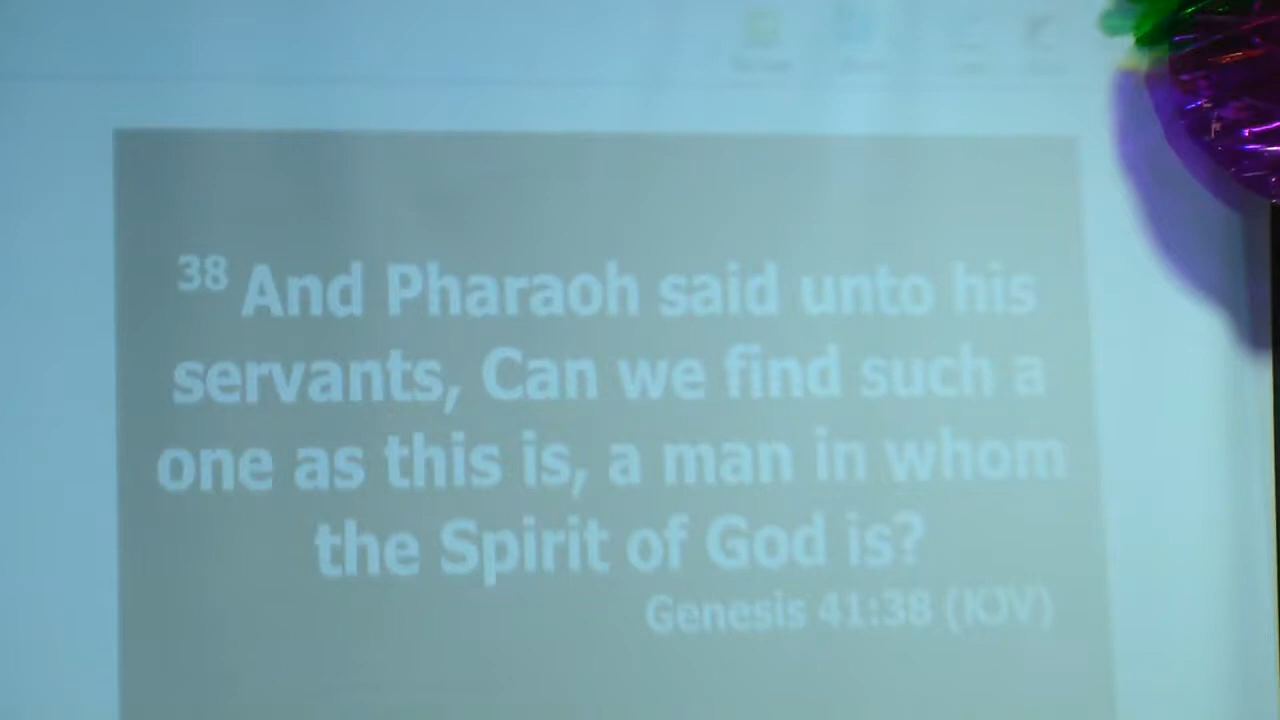 38 And Pharaoh said unto his
servants, Can we find such a
one as this is, a man in whom
the Spirit of God is?
Genesis 41:38 (KJV)